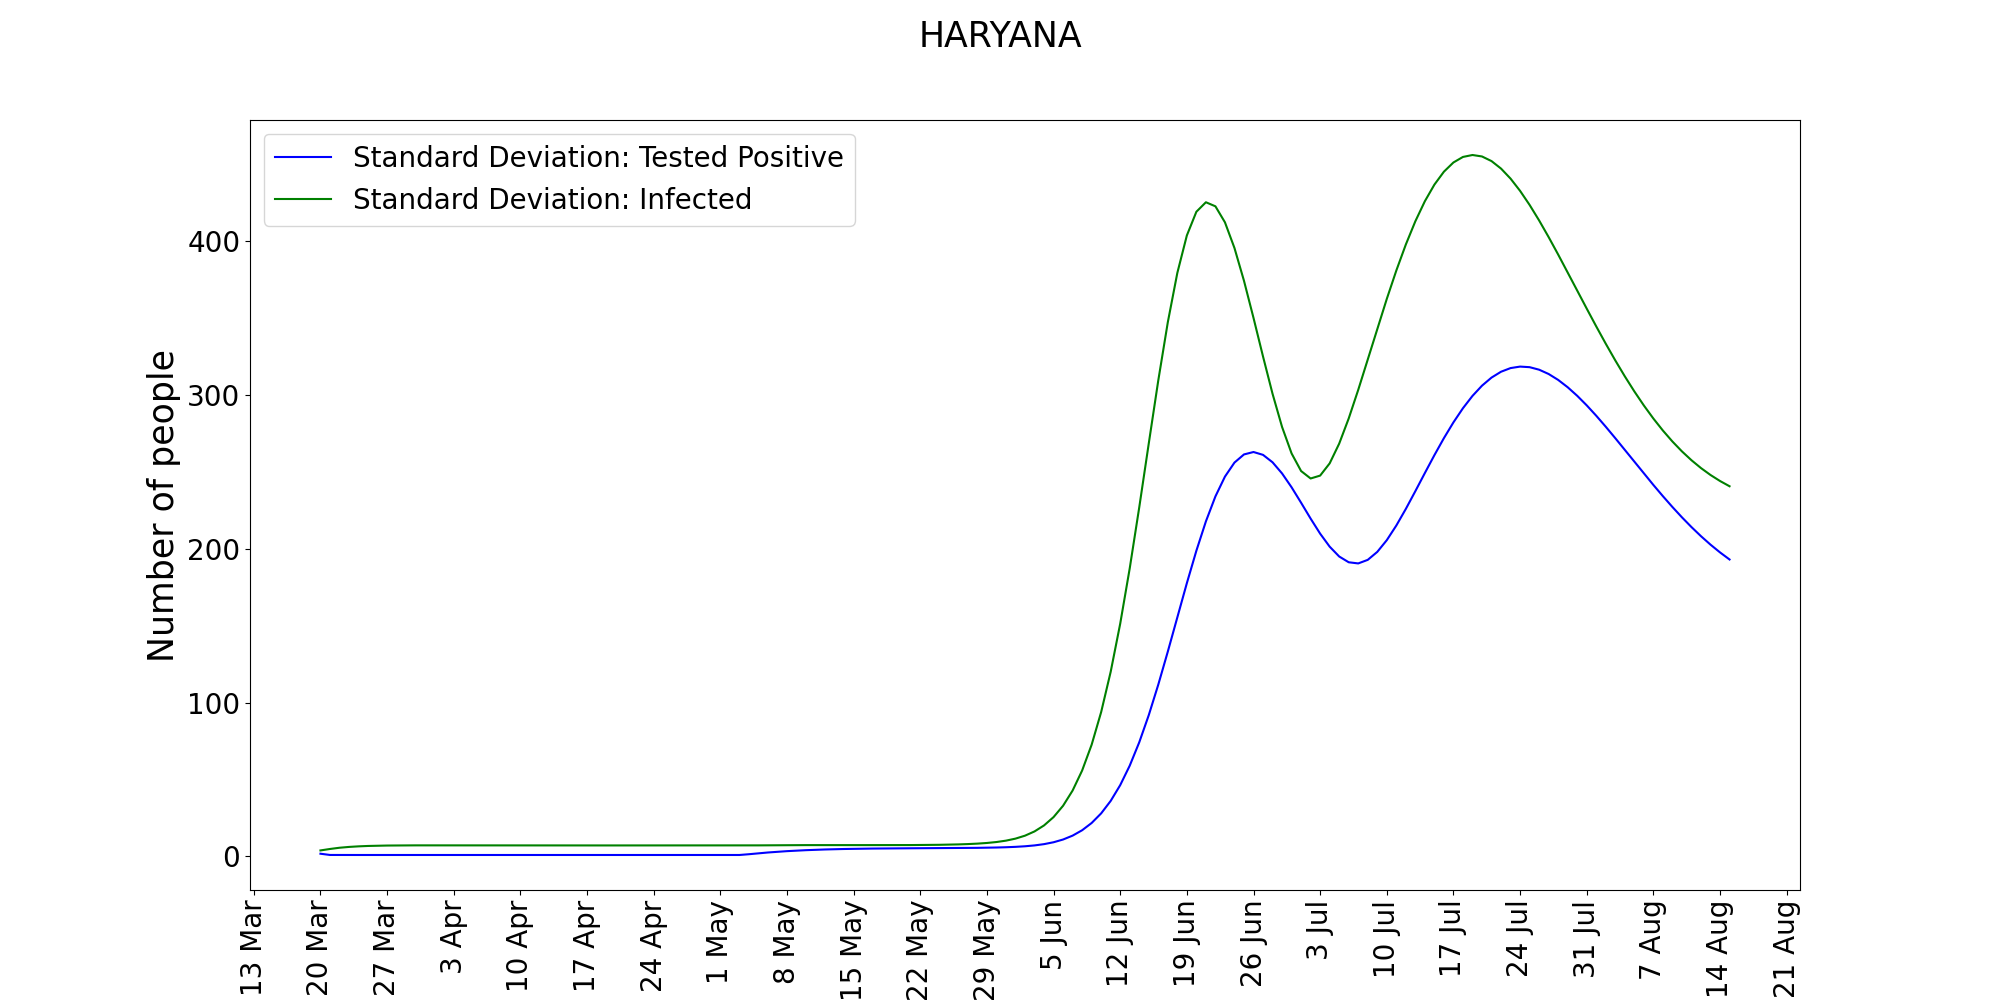 HARYANA
Standard Deviation: Tested Positive
Standard Deviation: Infected
Number of people
400
300
200
100
0
13 Mar
20 Mar
27 Mar
3 Apr
10 Apr
17 Apr
24 Apr
1 May
8 May
15 May
22 May
29 May
5 Jun
12 Jun
19 Jun
26 Jun
3 Jul
10 Jul
17 Jul
24 Jul
31 Jul
7 Aug
14 Aug
21 Aug